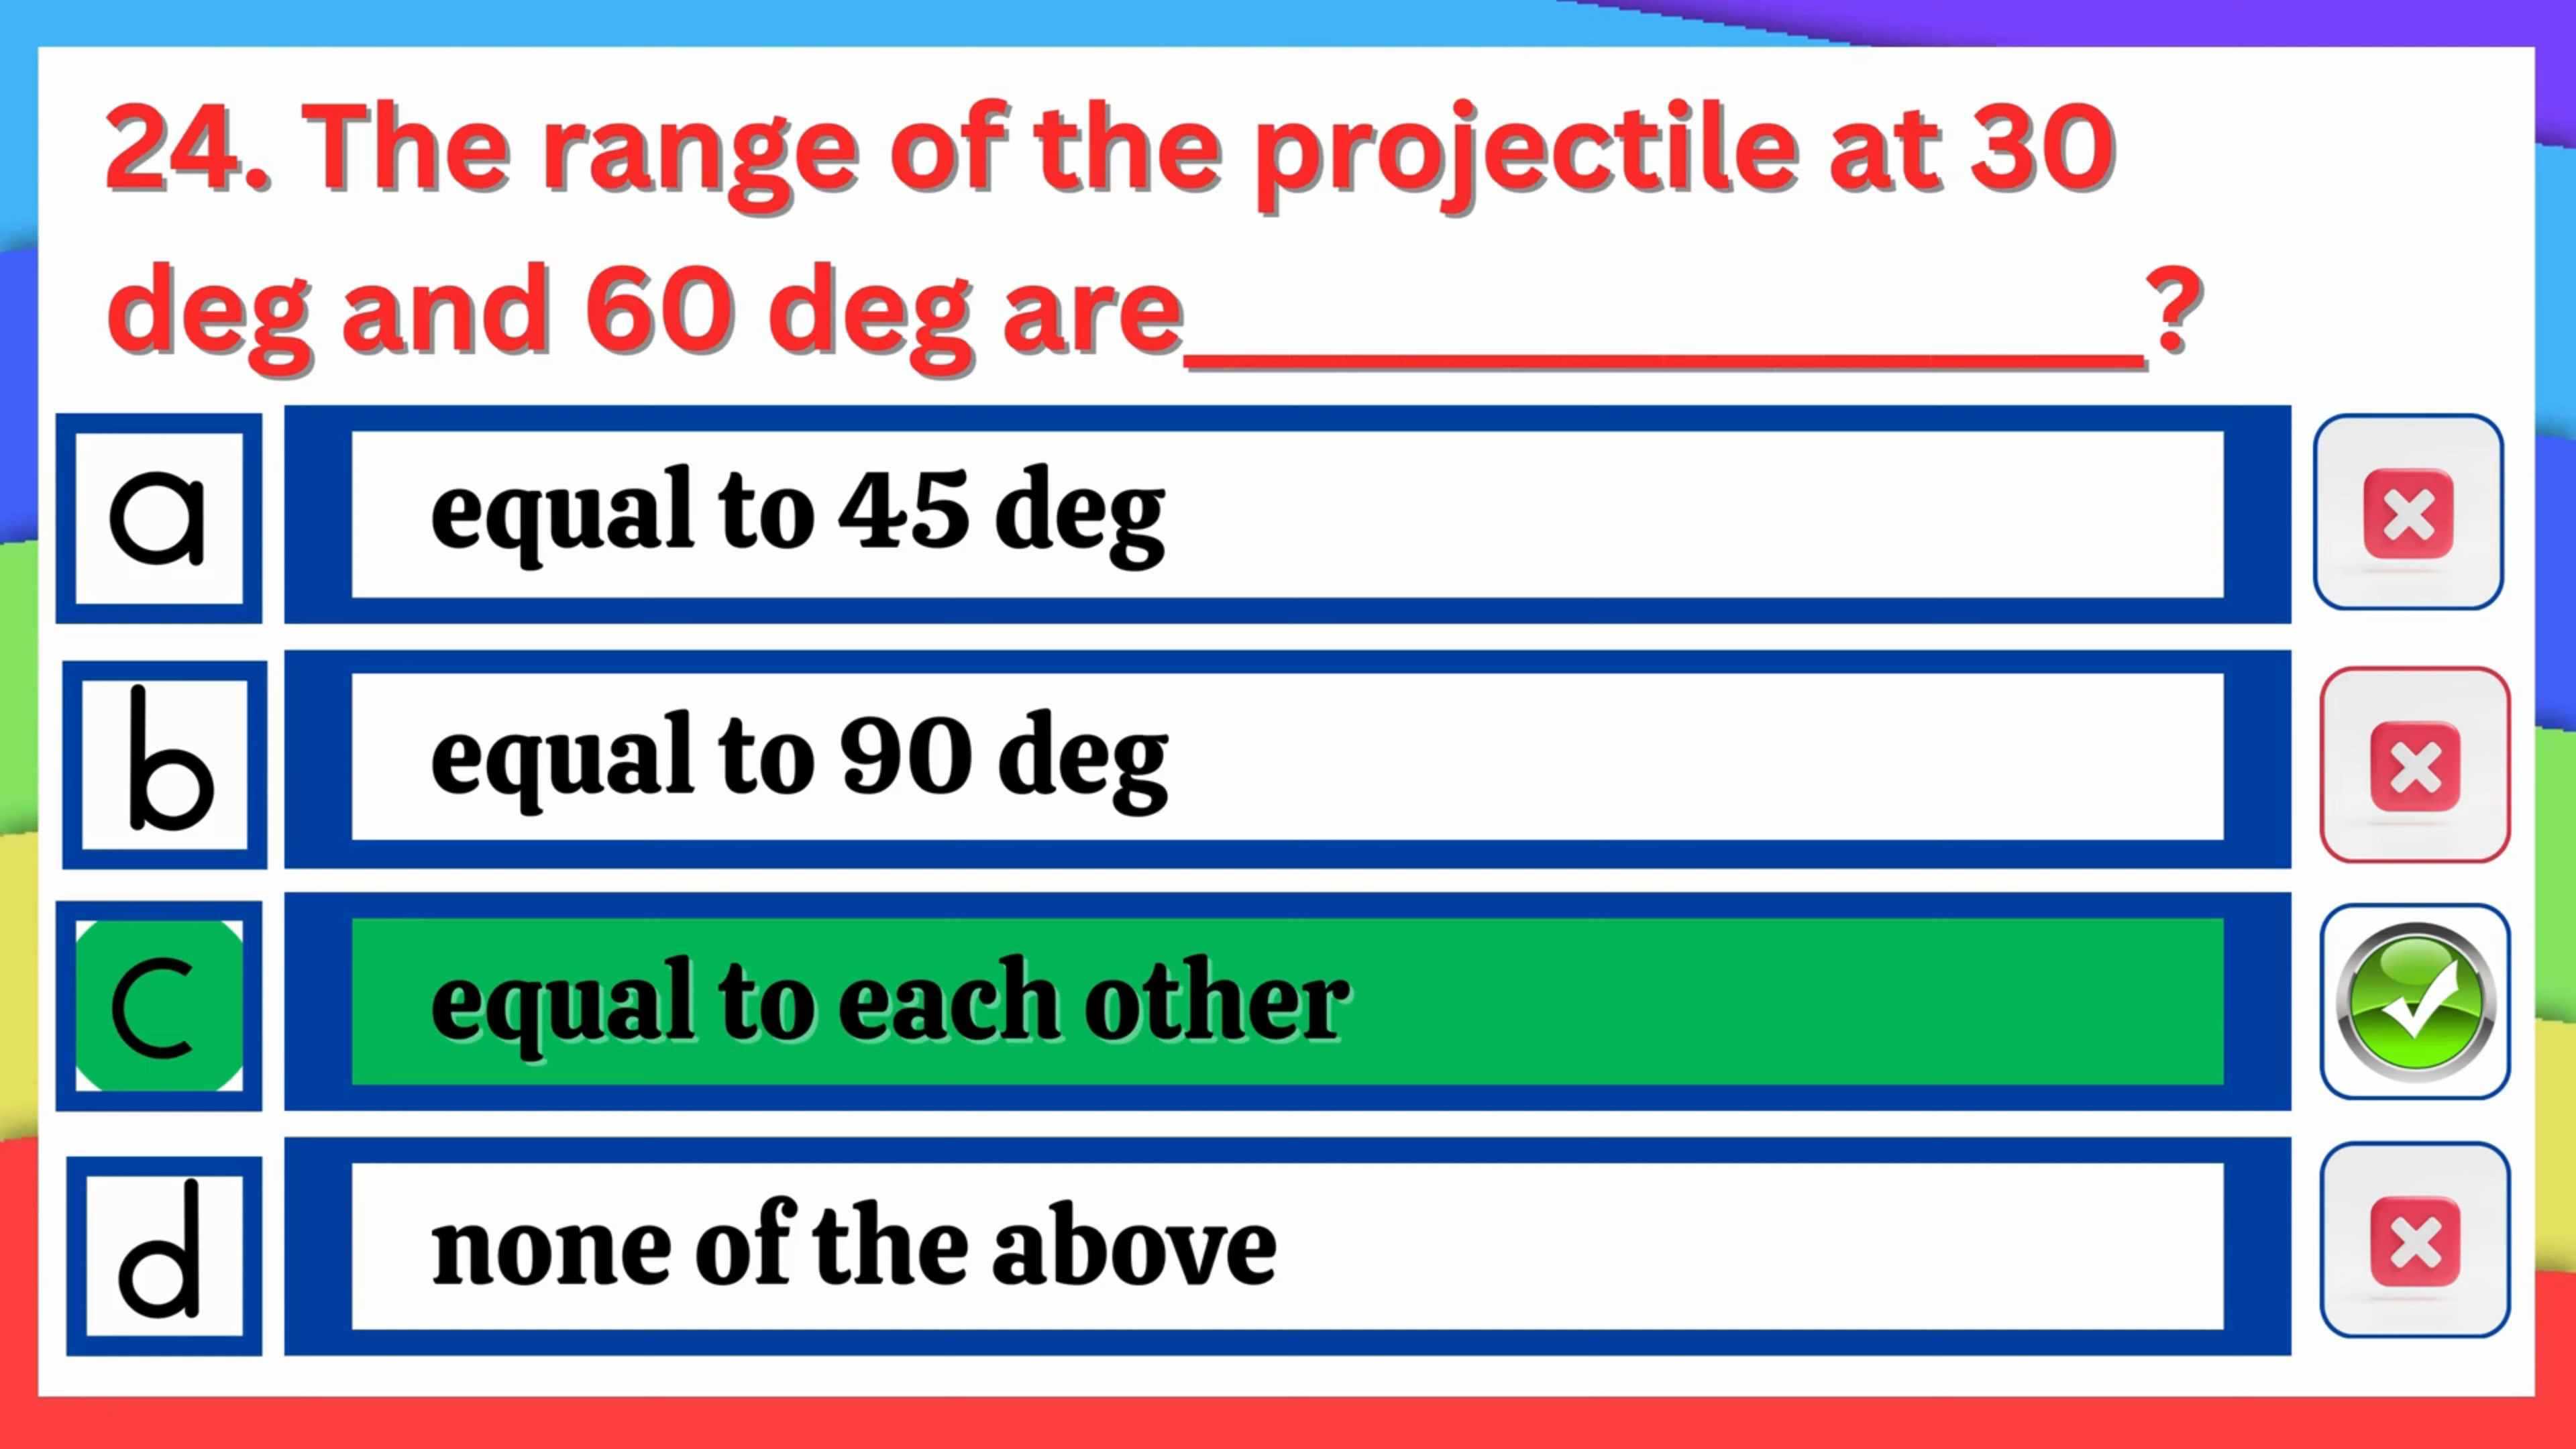 24. The range of the projectile at 30
deg and 60 deg are_______________?
a equal to 45 deg
b equal to 90 deg
c equal to each other
d none of the above